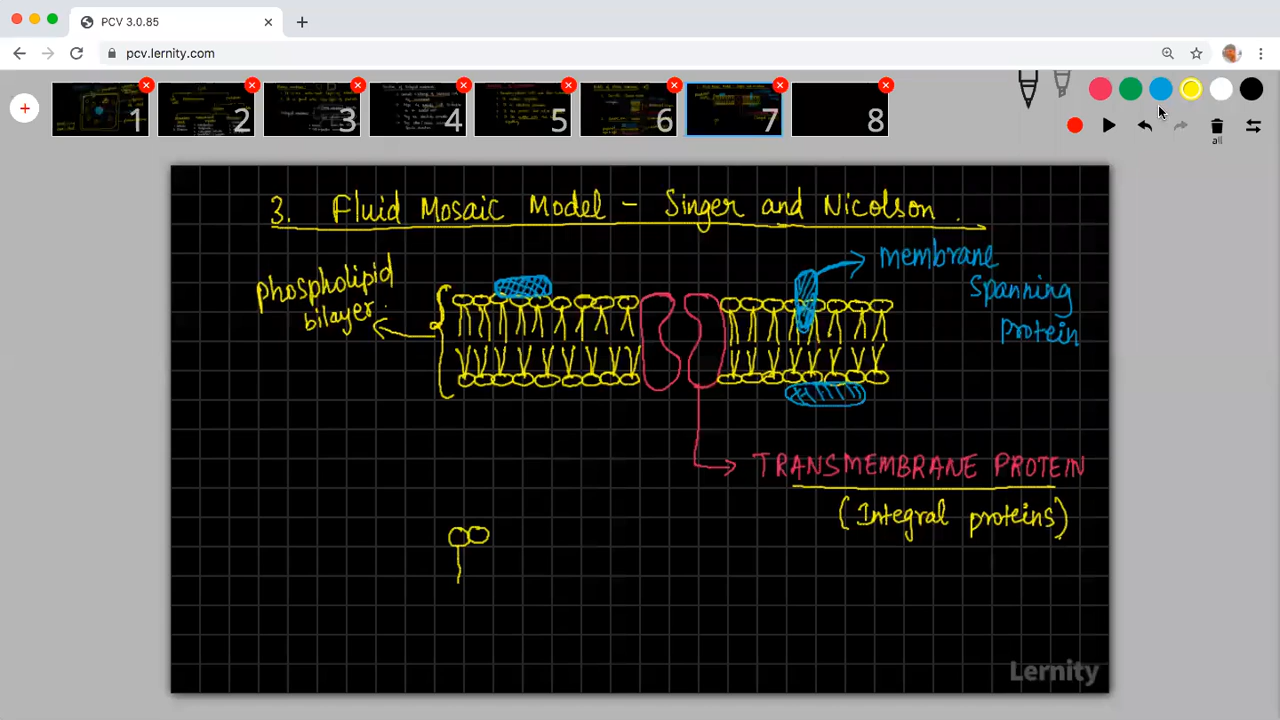 PCV 3.0.85
pcv.lernity.com
1
2
3
4
5
6
7
8
all
3. Fluid Mosaic Model - Singer and Nicolson.
phospholipid
bilayer.
membrane
Spanning
Protein
TRANSMEMBRANE PROTEIN
(Integral proteins)
Lernity